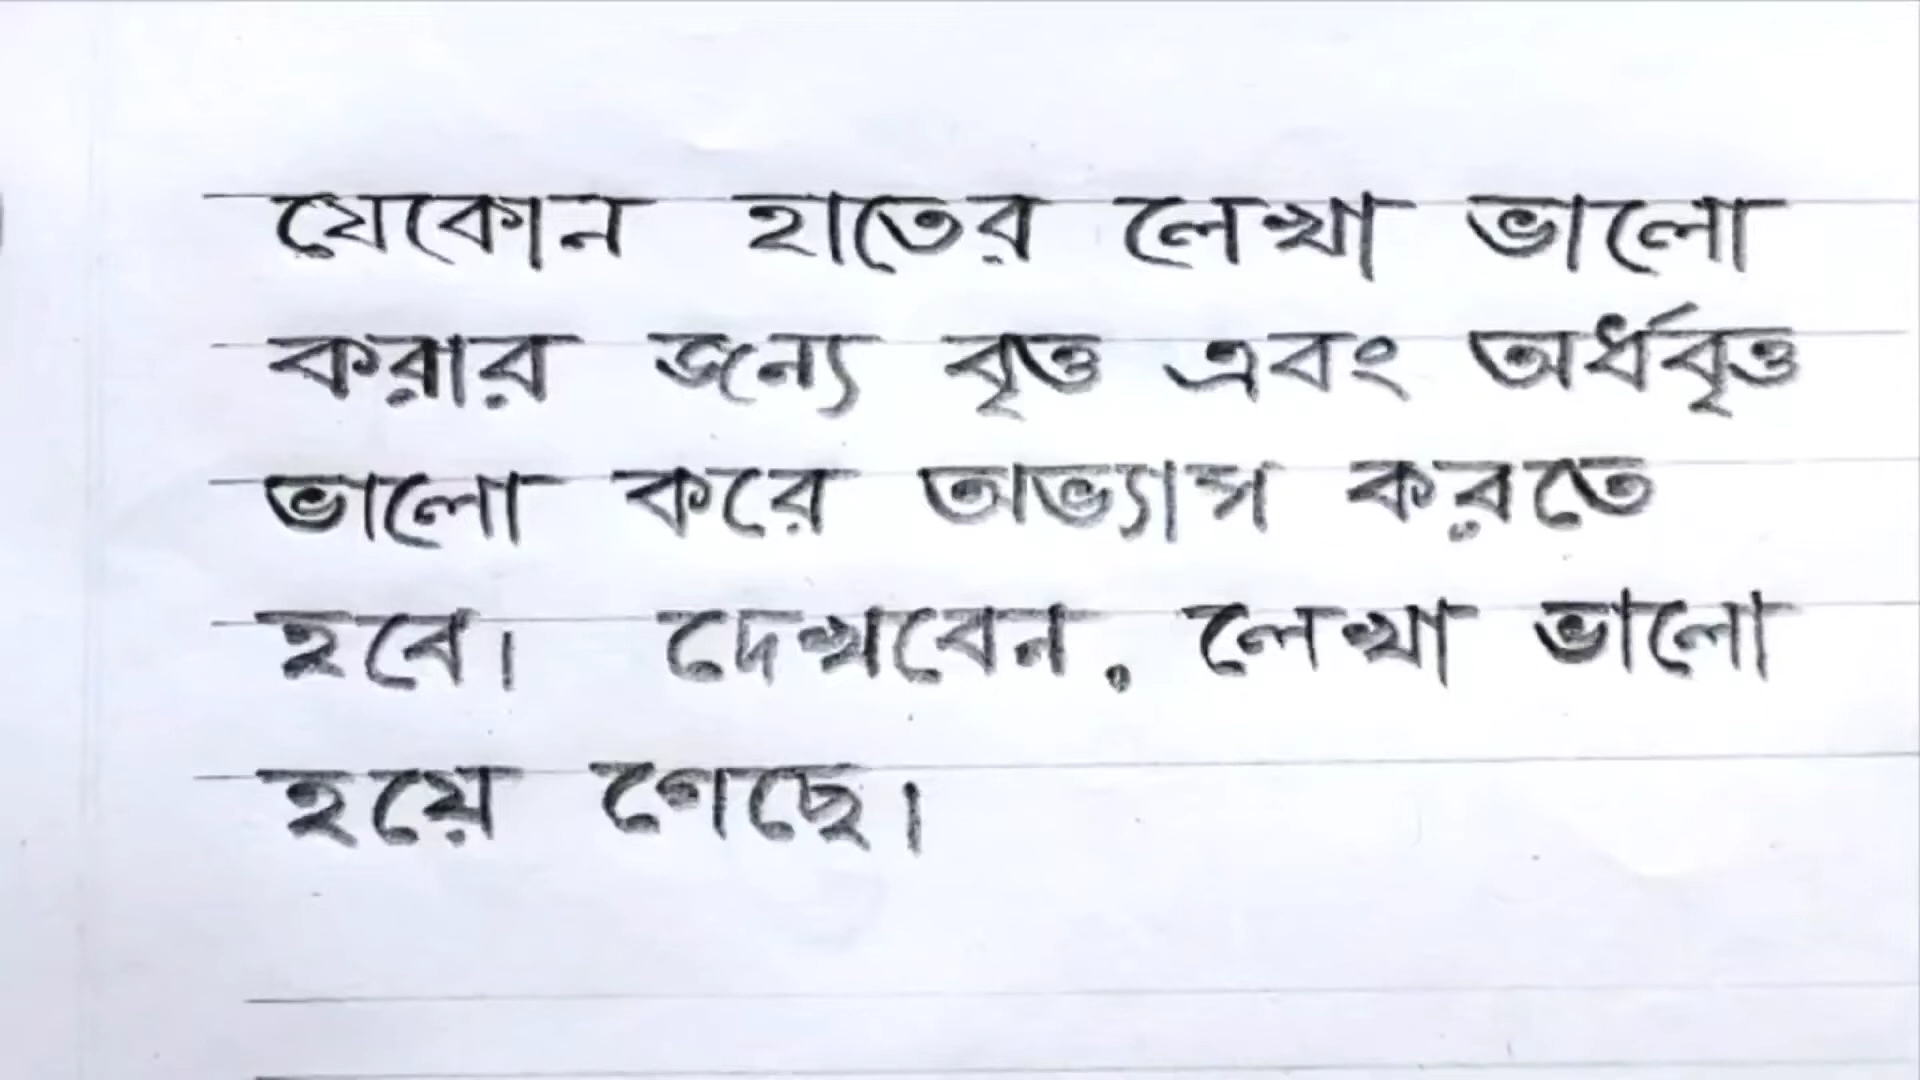 যেকোন হাতের লেখা ভালো
করার জন্যে বৃত্ত এবং অর্ধবৃত্ত
ভালো করে অভ্যাস করতে
হবে। দেখবেন, লেখা ভালো
হয়ে গেছে।